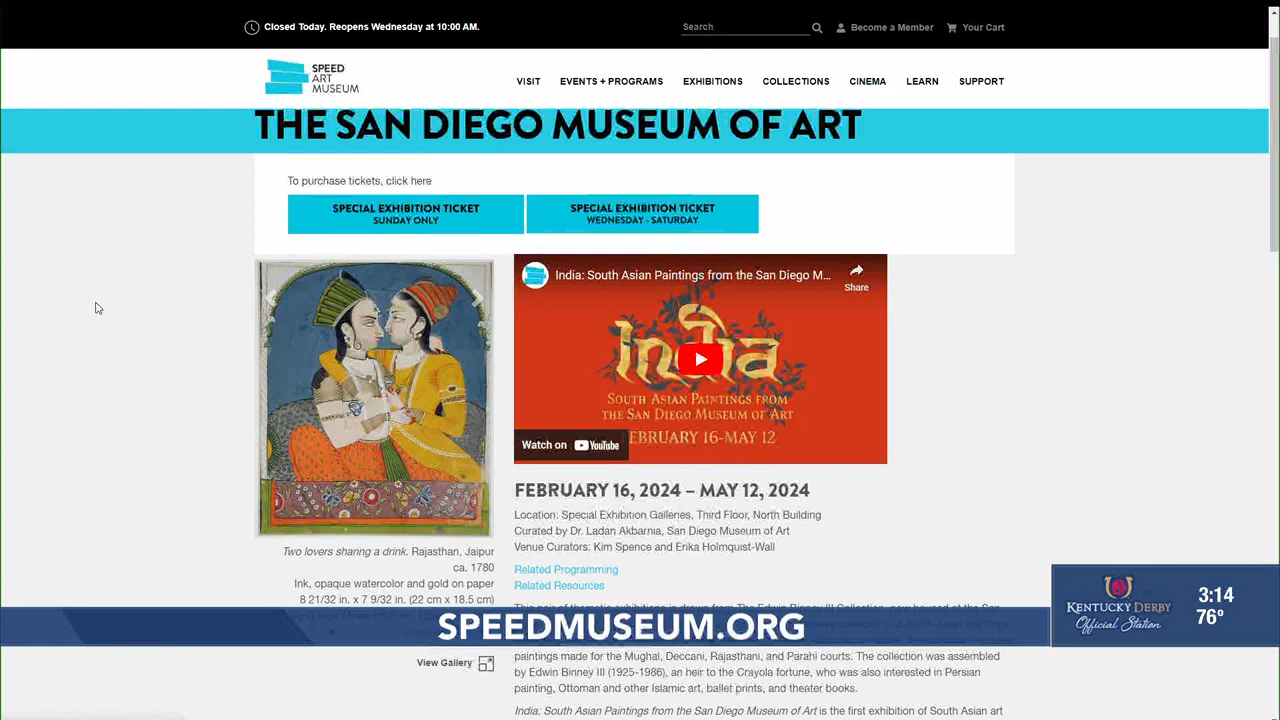 Closed Today. Reopens Wednesday at 10:00 AM.
Search
Become a Member
Your Cart
SPEED
ART
MUSEUM
VISIT
EVENTS + PROGRAMS
EXHIBITIONS
COLLECTIONS
CINEMA
LEARN
SUPPORT
THE SAN DIEGO MUSEUM OF ART
To purchase tickets, click here
SPECIAL EXHIBITION TICKET
SUNDAY ONLY
SPECIAL EXHIBITION TICKET
WEDNESDAY - SATURDAY
India: South Asian Paintings from the San Diego M...
Share
India
SOUTH ASIAN PAINTINGS FROM
THE SAN DIEGO MUSEUM OF ART
FEBRUARY 16-MAY 12
Watch on YouTube
FEBRUARY 16, 2024 – MAY 12, 2024
Location: Special Exhibition Galleries, Third Floor, North Building
Curated by Dr. Ladan Akbarnia, San Diego Museum of Art
Venue Curators: Kim Spence and Erika Holmquist-Wall
Related Programming
Related Resources
Two lovers sharing a drink. Rajasthan, Jaipur
ca. 1780
Ink, opaque watercolor and gold on paper
8 21/32 in. x 7 9/32 in. (22 cm x 18.5 cm)
View Gallery
SPEEDMUSEUM.ORG
KENTUCKY DERBY
Official Station
3:14
76°
paintings made for the Mughal, Deccani, Rajasthani, and Parahi courts. The collection was assembled
by Edwin Binney III (1925-1986), an heir to the Crayola fortune, who was also interested in Persian
painting, Ottoman and other Islamic art, ballet prints, and theater books.
India: South Asian Paintings from the San Diego Museum of Art is the first exhibition of South Asian art